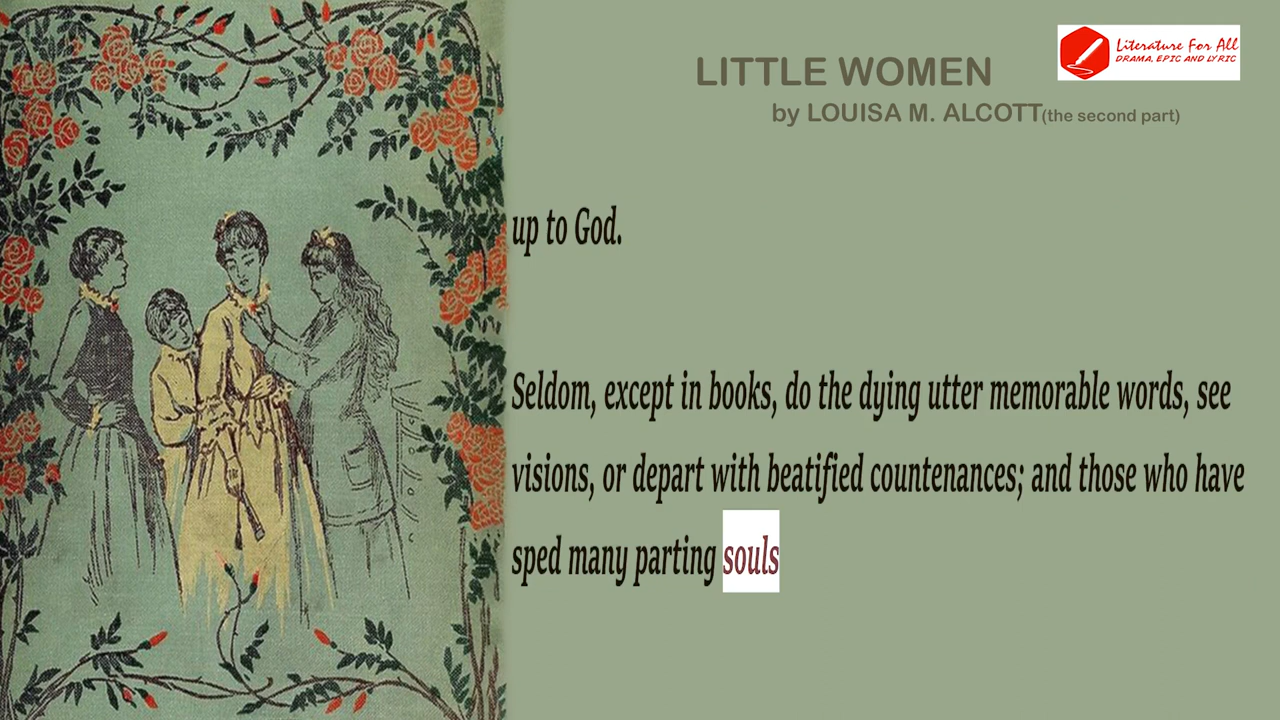 LITTLE WOMEN
Literature For All
DRAMA, EPIC AND LYRIC
by LOUISA M. ALCOTT(the second part)
up to God.
Seldom, except in books, do the dying utter memorable words, see
visions, or depart with beatified countenances; and those who have
sped many parting souls